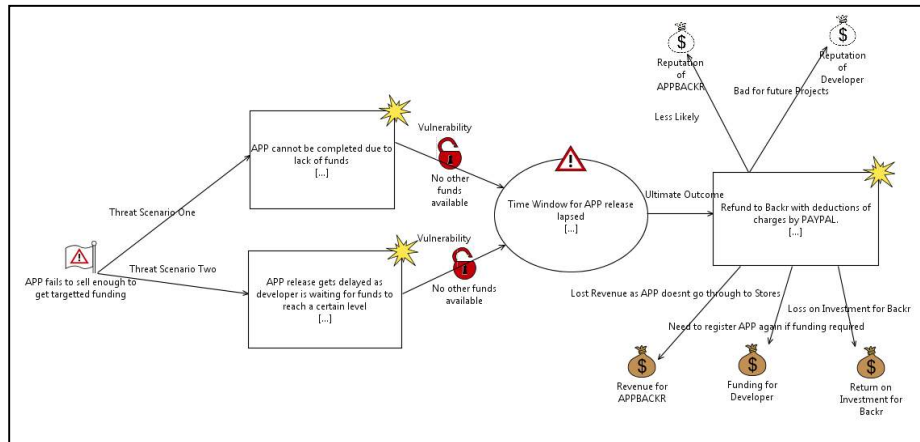 Reputation
of
APPBACKR
Reputation
of
Developer
Bad for future Projects
Less Likely
Vulnerability
APP cannot be completed due to
lack of funds
[...]
No other
funds
available
Time Window for APP release
lapsed
[...]
Ultimate Outcome
Refund to Backr with deductions of
charges by PAYPAL.
[...]
Threat Scenario One
Vulnerability
Threat Scenario Two
APP fails to sell enough to
get targetted funding
APP release gets delayed as
developer is waiting for funds to
reach a certain level
[...]
No other funds
available
Lost Revenue as APP doesnt go through to Stores
Loss on Investment for Backr
Need to register APP again if funding required
$
Revenue for
APPBACKR
$
Funding for
Developer
$
Return on
Investment for
Backr
$
$